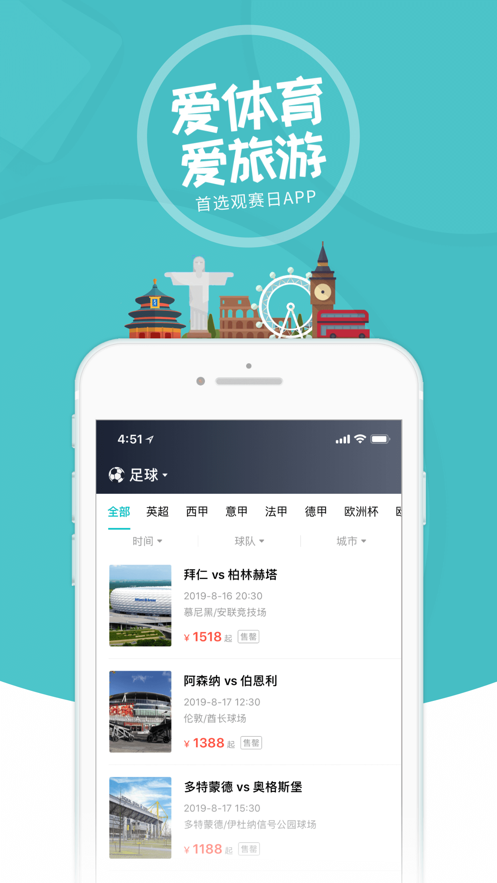 爱体育
爱旅游
首选观赛日APP
4:51
足球
全部 英超 西甲 意甲 法甲 德甲 欧洲杯
时间 球队 城市
拜仁 vs 柏林赫塔
2019-8-16 20:30
慕尼黑/安联竞技场
¥ 1518 起 售罄
阿森纳 vs 伯恩利
2019-8-17 12:30
伦敦/酋长球场
¥ 1388 起 售罄
多特蒙德 vs 奥格斯堡
2019-8-17 15:30
多特蒙德/伊杜纳信号公园球场
¥ 1188 起 售罄